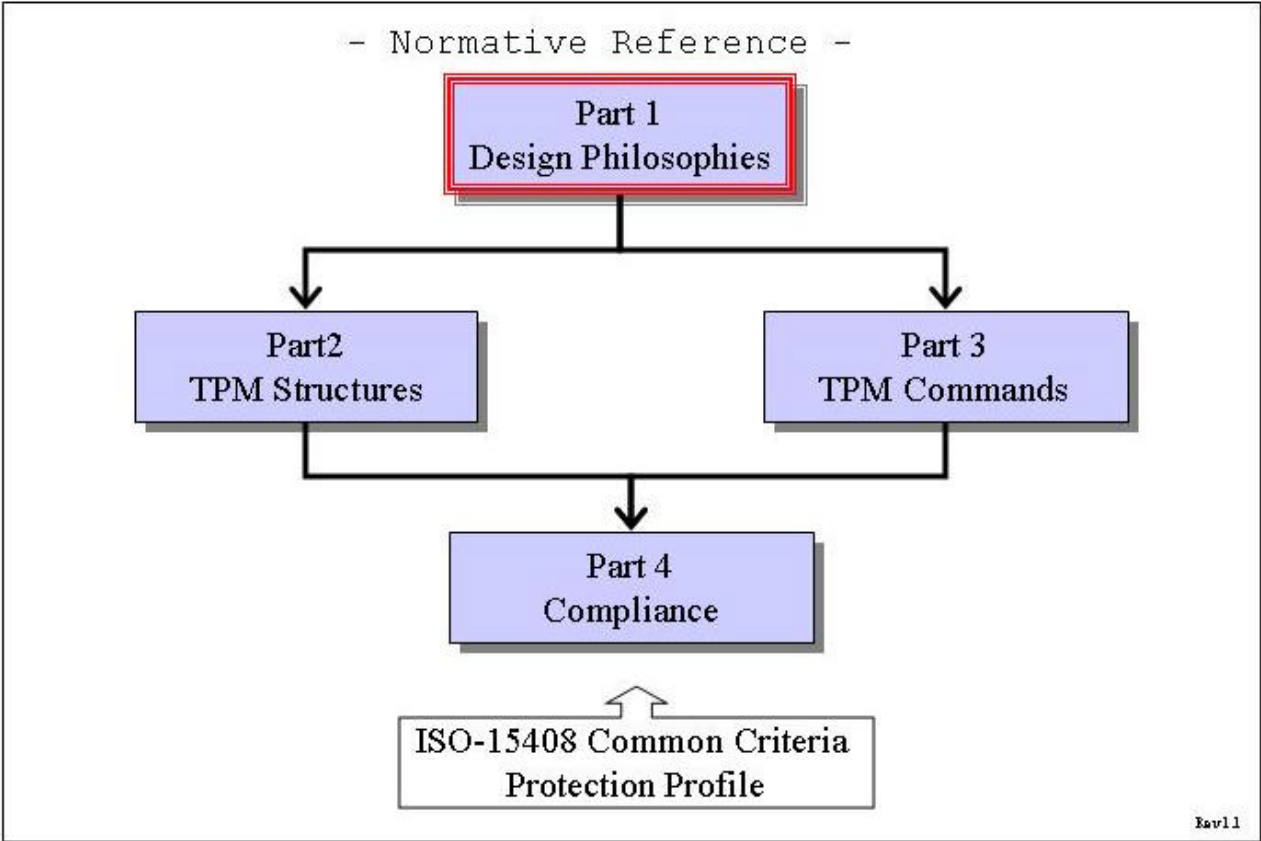 - Normative Reference -
Part 1
Design Philosophies
Part2
TPM Structures
Part 3
TPM Commands
Part 4
Compliance
ISO-15408 Common Criteria
Protection Profile
Rev11